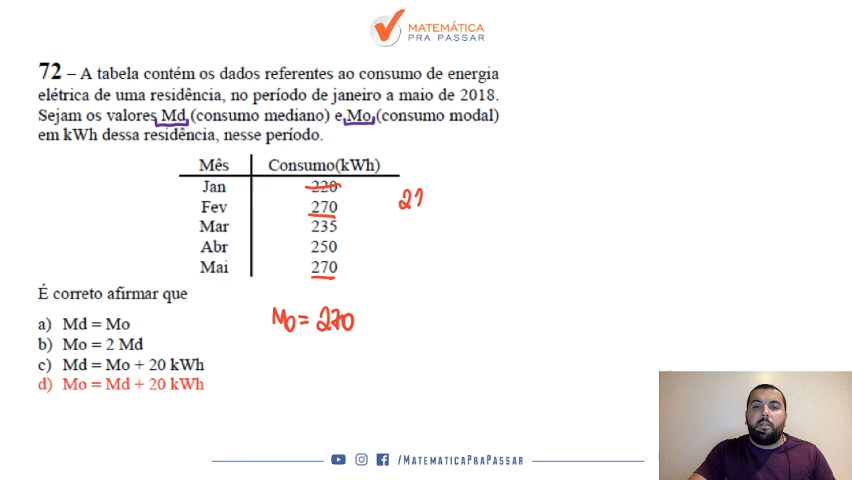 MATEMÁTICA
PRA PASSAR
72 – A tabela contém os dados referentes ao consumo de energia
elétrica de uma residência, no período de janeiro a maio de 2018.
Sejam os valores Md (consumo mediano) e Mo (consumo modal)
em kWh dessa residência, nesse período.
Mês Consumo(kWh)
Jan 220
Fev 270
Mar 235
Abr 250
Mai 270
É correto afirmar que
Mo = 270
a) Md = Mo
b) Mo = 2 Md
c) Md = Mo + 20 kWh
d) Mo = Md + 20 kWh
/MATEMATICAPRAPASSAR